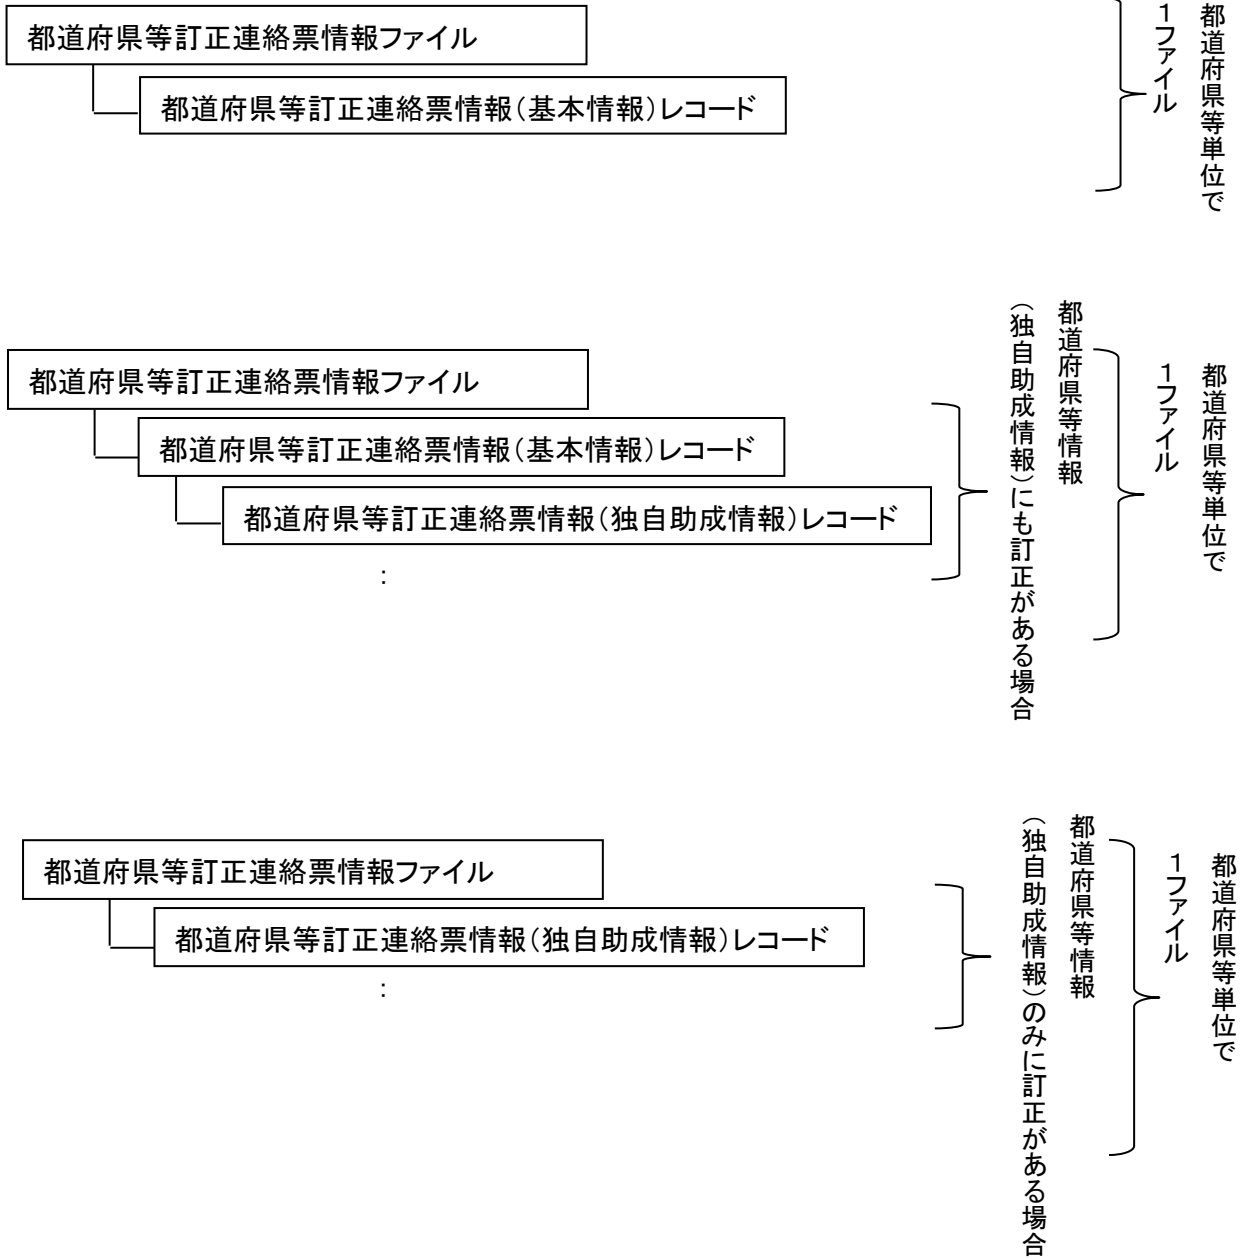 都道府県等訂正連絡票情報ファイル
都道府県等訂正連絡票情報(基本情報)レコード
都道府県等単位で
1ファイル
都道府県等訂正連絡票情報ファイル
都道府県等訂正連絡票情報(基本情報)レコード
都道府県等訂正連絡票情報(独自助成情報)レコード
:
都道府県等情報
(独自助成情報)にも訂正がある場合
都道府県等単位で
1ファイル
都道府県等訂正連絡票情報ファイル
都道府県等訂正連絡票情報(独自助成情報)レコード
:
都道府県等情報
(独自助成情報)のみに訂正がある場合
都道府県等単位で
1ファイル